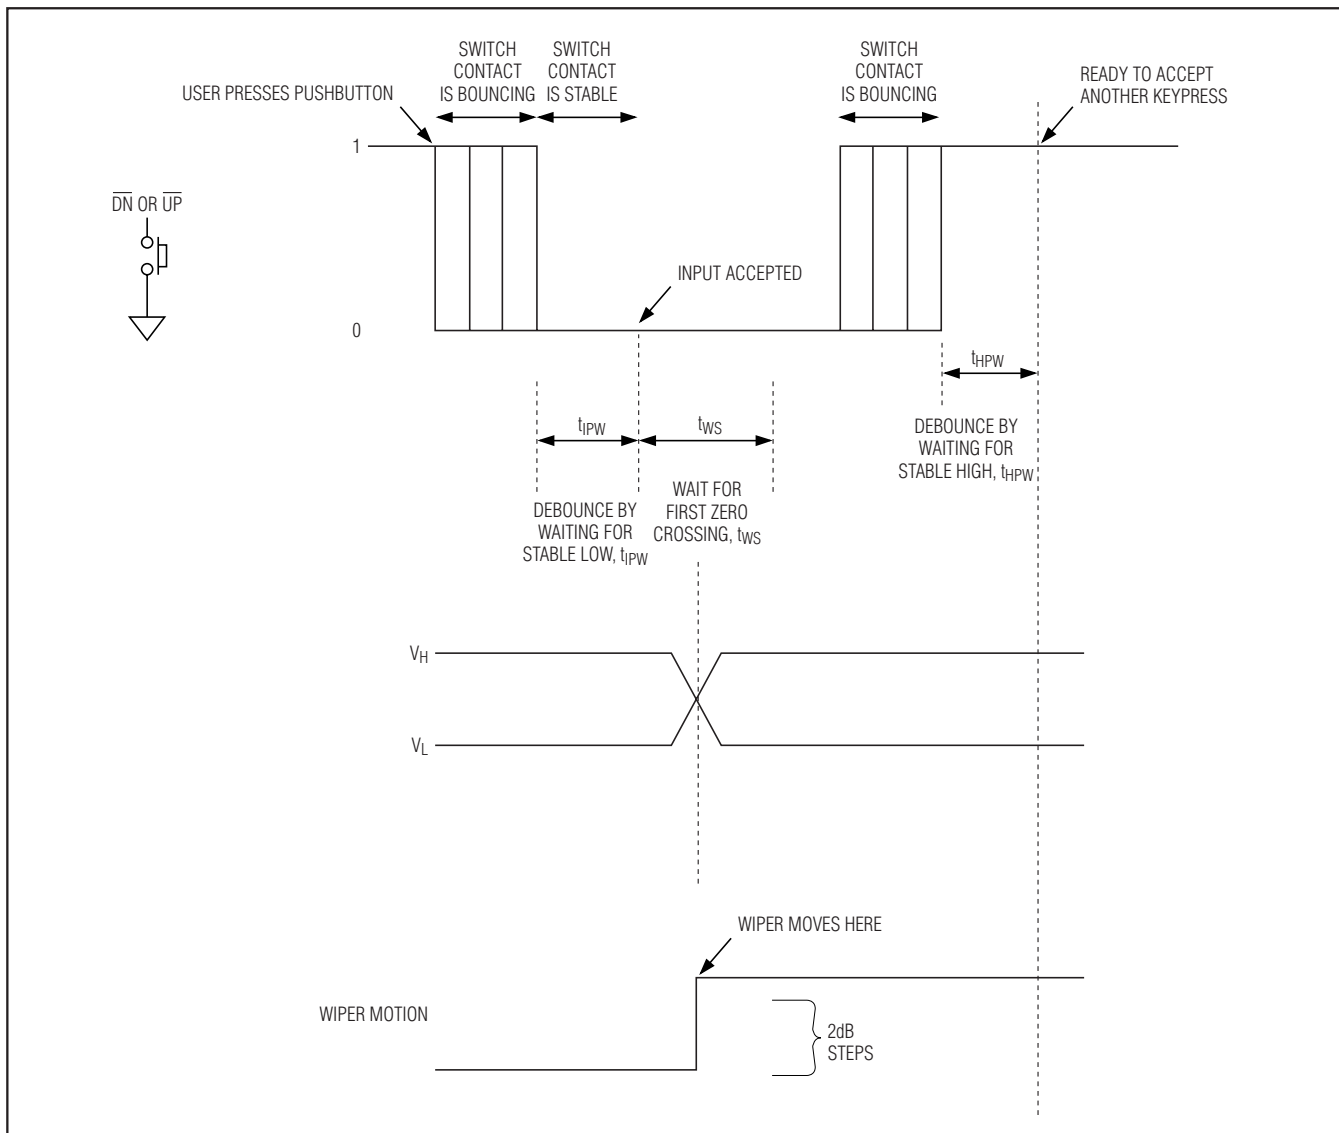 SWITCH
CONTACT
IS BOUNCING
SWITCH
CONTACT
IS STABLE
SWITCH
CONTACT
IS BOUNCING
READY TO ACCEPT
ANOTHER KEYPRESS
USER PRESSES PUSHBUTTON
1
DN OR UP
INPUT ACCEPTED
0
tHPW
tIPW
tWS
DEBOUNCE BY
WAITING FOR
STABLE HIGH, tHPW
WAIT FOR
FIRST ZERO
CROSSING, tWS
DEBOUNCE BY
WAITING FOR
STABLE LOW, tIPW
VH
VL
WIPER MOVES HERE
WIPER MOTION
2dB
STEPS